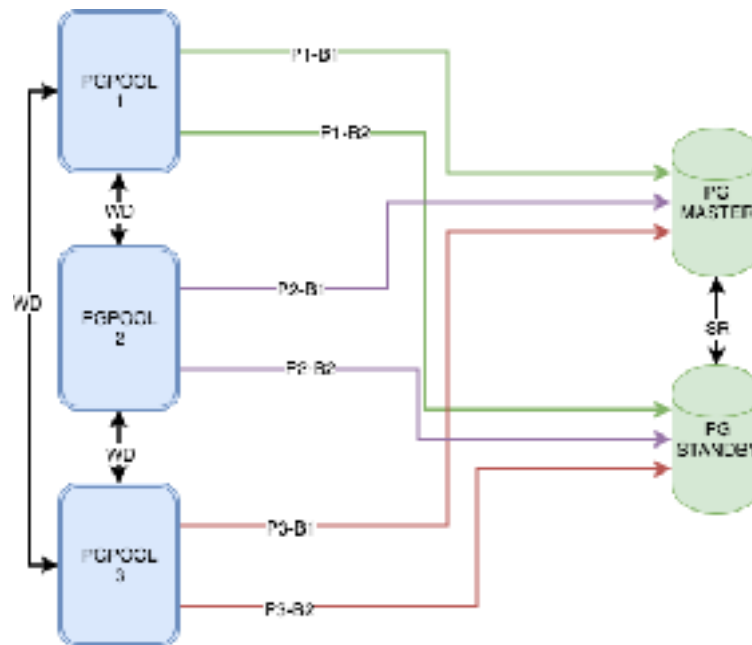 PGPOOL
1
P1-B1
P1-B2
PG
MASTER
WD
WD
PGPOOL
2
P2-B1
P2-B2
SR
WD
PG
STANDBY
PGPOOL
3
P3-B1
P3-B2